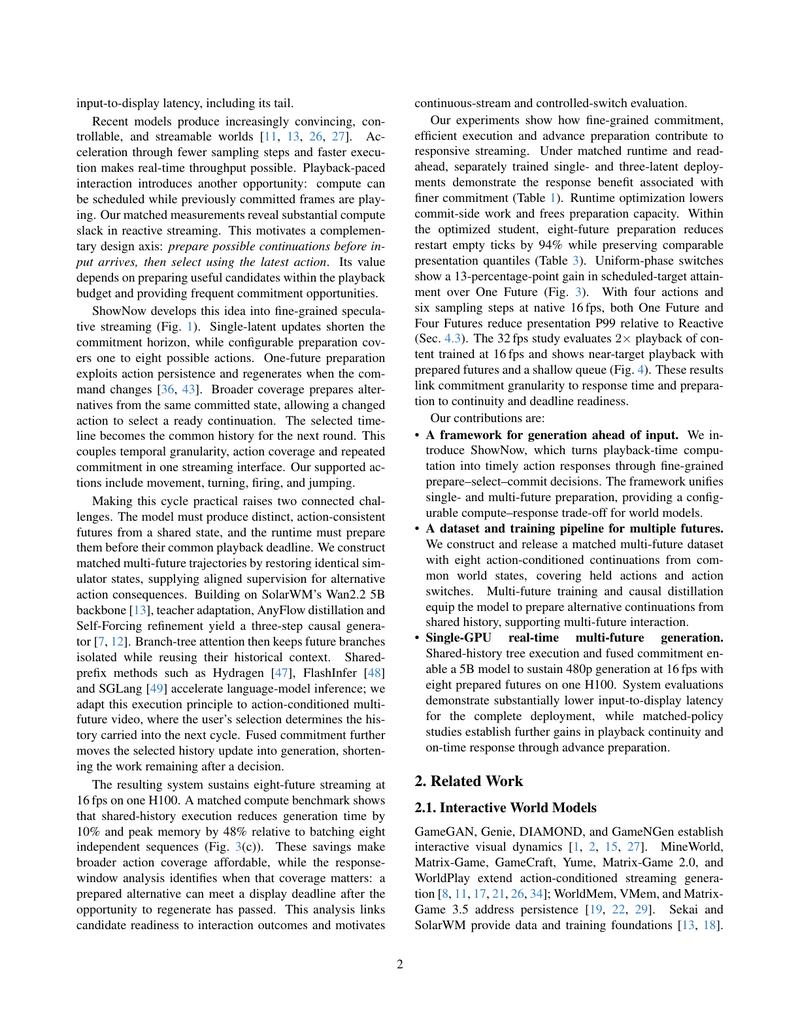 input-to-display latency, including its tail.
Recent models produce increasingly convincing, con-
trollable, and streamable worlds [11, 13, 26, 27]. Ac-
celeration through fewer sampling steps and faster execu-
tion makes real-time throughput possible. Playback-paced
interaction introduces another opportunity: compute can
be scheduled while previously committed frames are play-
ing. Our matched measurements reveal substantial compute
slack in reactive streaming. This motivates a complemen-
tary design axis: prepare possible continuations before in-
put arrives, then select using the latest action. Its value
depends on preparing useful candidates within the playback
budget and providing frequent commitment opportunities.
ShowNow develops this idea into fine-grained specula-
tive streaming (Fig. 1). Single-latent updates shorten the
commitment horizon, while configurable preparation cov-
ers one to eight possible actions. One-future preparation
exploits action persistence and regenerates when the com-
mand changes [36, 43]. Broader coverage prepares alter-
natives from the same committed state, allowing a changed
action to select a ready continuation. The selected time-
line becomes the common history for the next round. This
couples temporal granularity, action coverage and repeated
commitment in one streaming interface. Our supported ac-
tions include movement, turning, firing, and jumping.
Making this cycle practical raises two connected chal-
lenges. The model must produce distinct, action-consistent
futures from a shared state, and the runtime must prepare
them before their common playback deadline. We construct
matched multi-future trajectories by restoring identical sim-
ulator states, supplying aligned supervision for alternative
action consequences. Building on SolarWM's Wan2.2 5B
backbone [13], teacher adaptation, AnyFlow distillation and
Self-Forcing refinement yield a three-step causal genera-
tor [7, 12]. Branch-tree attention then keeps future branches
isolated while reusing their historical context. Shared-
prefix methods such as Hydragen [47], FlashInfer [48]
and SGLang [49] accelerate language-model inference; we
adapt this execution principle to action-conditioned multi-
future video, where the user's selection determines the his-
tory carried into the next cycle. Fused commitment further
moves the selected history update into generation, shorten-
ing the work remaining after a decision.
The resulting system sustains eight-future streaming at
16 fps on one H100. A matched compute benchmark shows
that shared-history execution reduces generation time by
10% and peak memory by 48% relative to batching eight
independent sequences (Fig. 3(c)). These savings make
broader action coverage affordable, while the response-
window analysis identifies when that coverage matters: a
prepared alternative can meet a display deadline after the
opportunity to regenerate has passed. This analysis links
candidate readiness to interaction outcomes and motivates
continuous-stream and controlled-switch evaluation.
Our experiments show how fine-grained commitment,
efficient execution and advance preparation contribute to
responsive streaming. Under matched runtime and read-
ahead, separately trained single- and three-latent deploy-
ments demonstrate the response benefit associated with
finer commitment (Table 1). Runtime optimization lowers
commit-side work and frees preparation capacity. Within
the optimized student, eight-future preparation reduces
restart empty ticks by 94% while preserving comparable
presentation quantiles (Table 3). Uniform-phase switches
show a 13-percentage-point gain in scheduled-target attain-
ment over One Future (Fig. 3). With four actions and
six sampling steps at native 16 fps, both One Future and
Four Futures reduce presentation P99 relative to Reactive
(Sec. 4.3). The 32 fps study evaluates 2× playback of con-
tent trained at 16 fps and shows near-target playback with
prepared futures and a shallow queue (Fig. 4). These results
link commitment granularity to response time and prepara-
tion to continuity and deadline readiness.
Our contributions are:
• A framework for generation ahead of input. We in-
troduce ShowNow, which turns playback-time compu-
tation into timely action responses through fine-grained
prepare–select–commit decisions. The framework unifies
single- and multi-future preparation, providing a config-
urable compute–response trade-off for world models.
• A dataset and training pipeline for multiple futures.
We construct and release a matched multi-future dataset
with eight action-conditioned continuations from com-
mon world states, covering held actions and action
switches. Multi-future training and causal distillation
equip the model to prepare alternative continuations from
shared history, supporting multi-future interaction.
• Single-GPU real-time multi-future generation.
Shared-history tree execution and fused commitment en-
able a 5B model to sustain 480p generation at 16 fps with
eight prepared futures on one H100. System evaluations
demonstrate substantially lower input-to-display latency
for the complete deployment, while matched-policy
studies establish further gains in playback continuity and
on-time response through advance preparation.
2. Related Work
2.1. Interactive World Models
GameGAN, Genie, DIAMOND, and GameNGen establish
interactive visual dynamics [1, 2, 15, 27]. MineWorld,
Matrix-Game, GameCraft, Yume, Matrix-Game 2.0, and
WorldPlay extend action-conditioned streaming genera-
tion [8, 11, 17, 21, 26, 34]; WorldMem, VMem, and Matrix-
Game 3.5 address persistence [19, 22, 29]. Sekai and
SolarWM provide data and training foundations [13, 18].
2